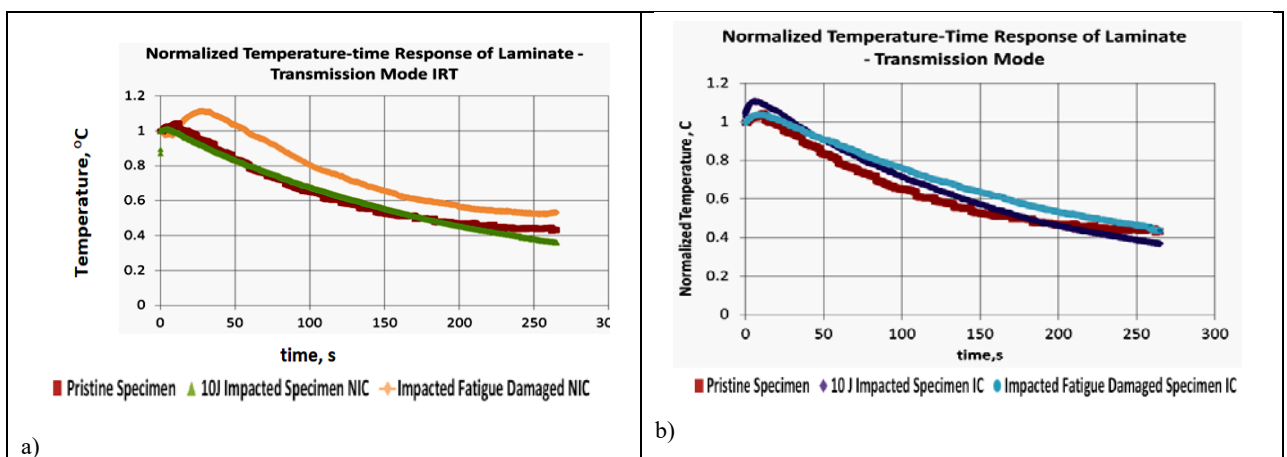 Normalized Temperature-time Response of Laminate -
Transmission Mode IRT
1.2
1
0.8
0.6
0.4
0.2
0
Temperature, °C
0 50 100 150 200 250 30
time, s
Pristine Specimen 10J Impacted Specimen NIC Impacted Fatigue Damaged NIC
a)
Normalized Temperature-Time Response of Laminate
- Transmission Mode
1.2
1
0.8
0.6
0.4
0.2
0
Normalized Temperature, C
0 50 100 150 200 250 300
time,s
Pristine Specimen 10 J Impacted Specimen IC Impacted Fatigue Damaged Specimen IC
b)